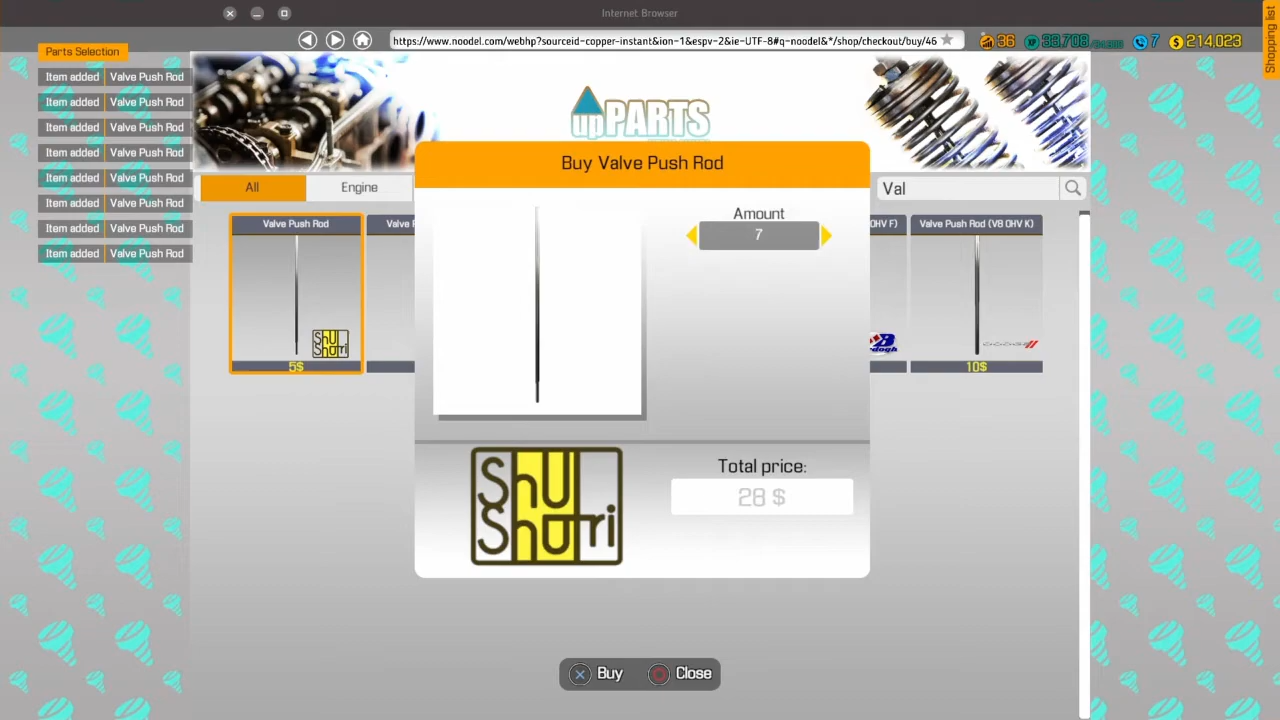 Internet Browser
https://www.noodel.com/webhp?sourceid-copper-instant&ion-1&espv-2&ie-UTF-8#q-noodel&*/shop/checkout/buy/46
36
7
214,023
Shopping list
Parts Selection
Item added Valve Push Rod
Item added Valve Push Rod
Item added Valve Push Rod
Item added Valve Push Rod
Item added Valve Push Rod
Item added Valve Push Rod
Item added Valve Push Rod
Item added Valve Push Rod
upPARTS
Buy Valve Push Rod
All
Engine
Val
Valve Push Rod
Valve Push Rod (V8 OHV K)
Shul
Shutri
5$
10$
Amount
7
Shul
Shutri
Total price:
28 $
Buy
Close